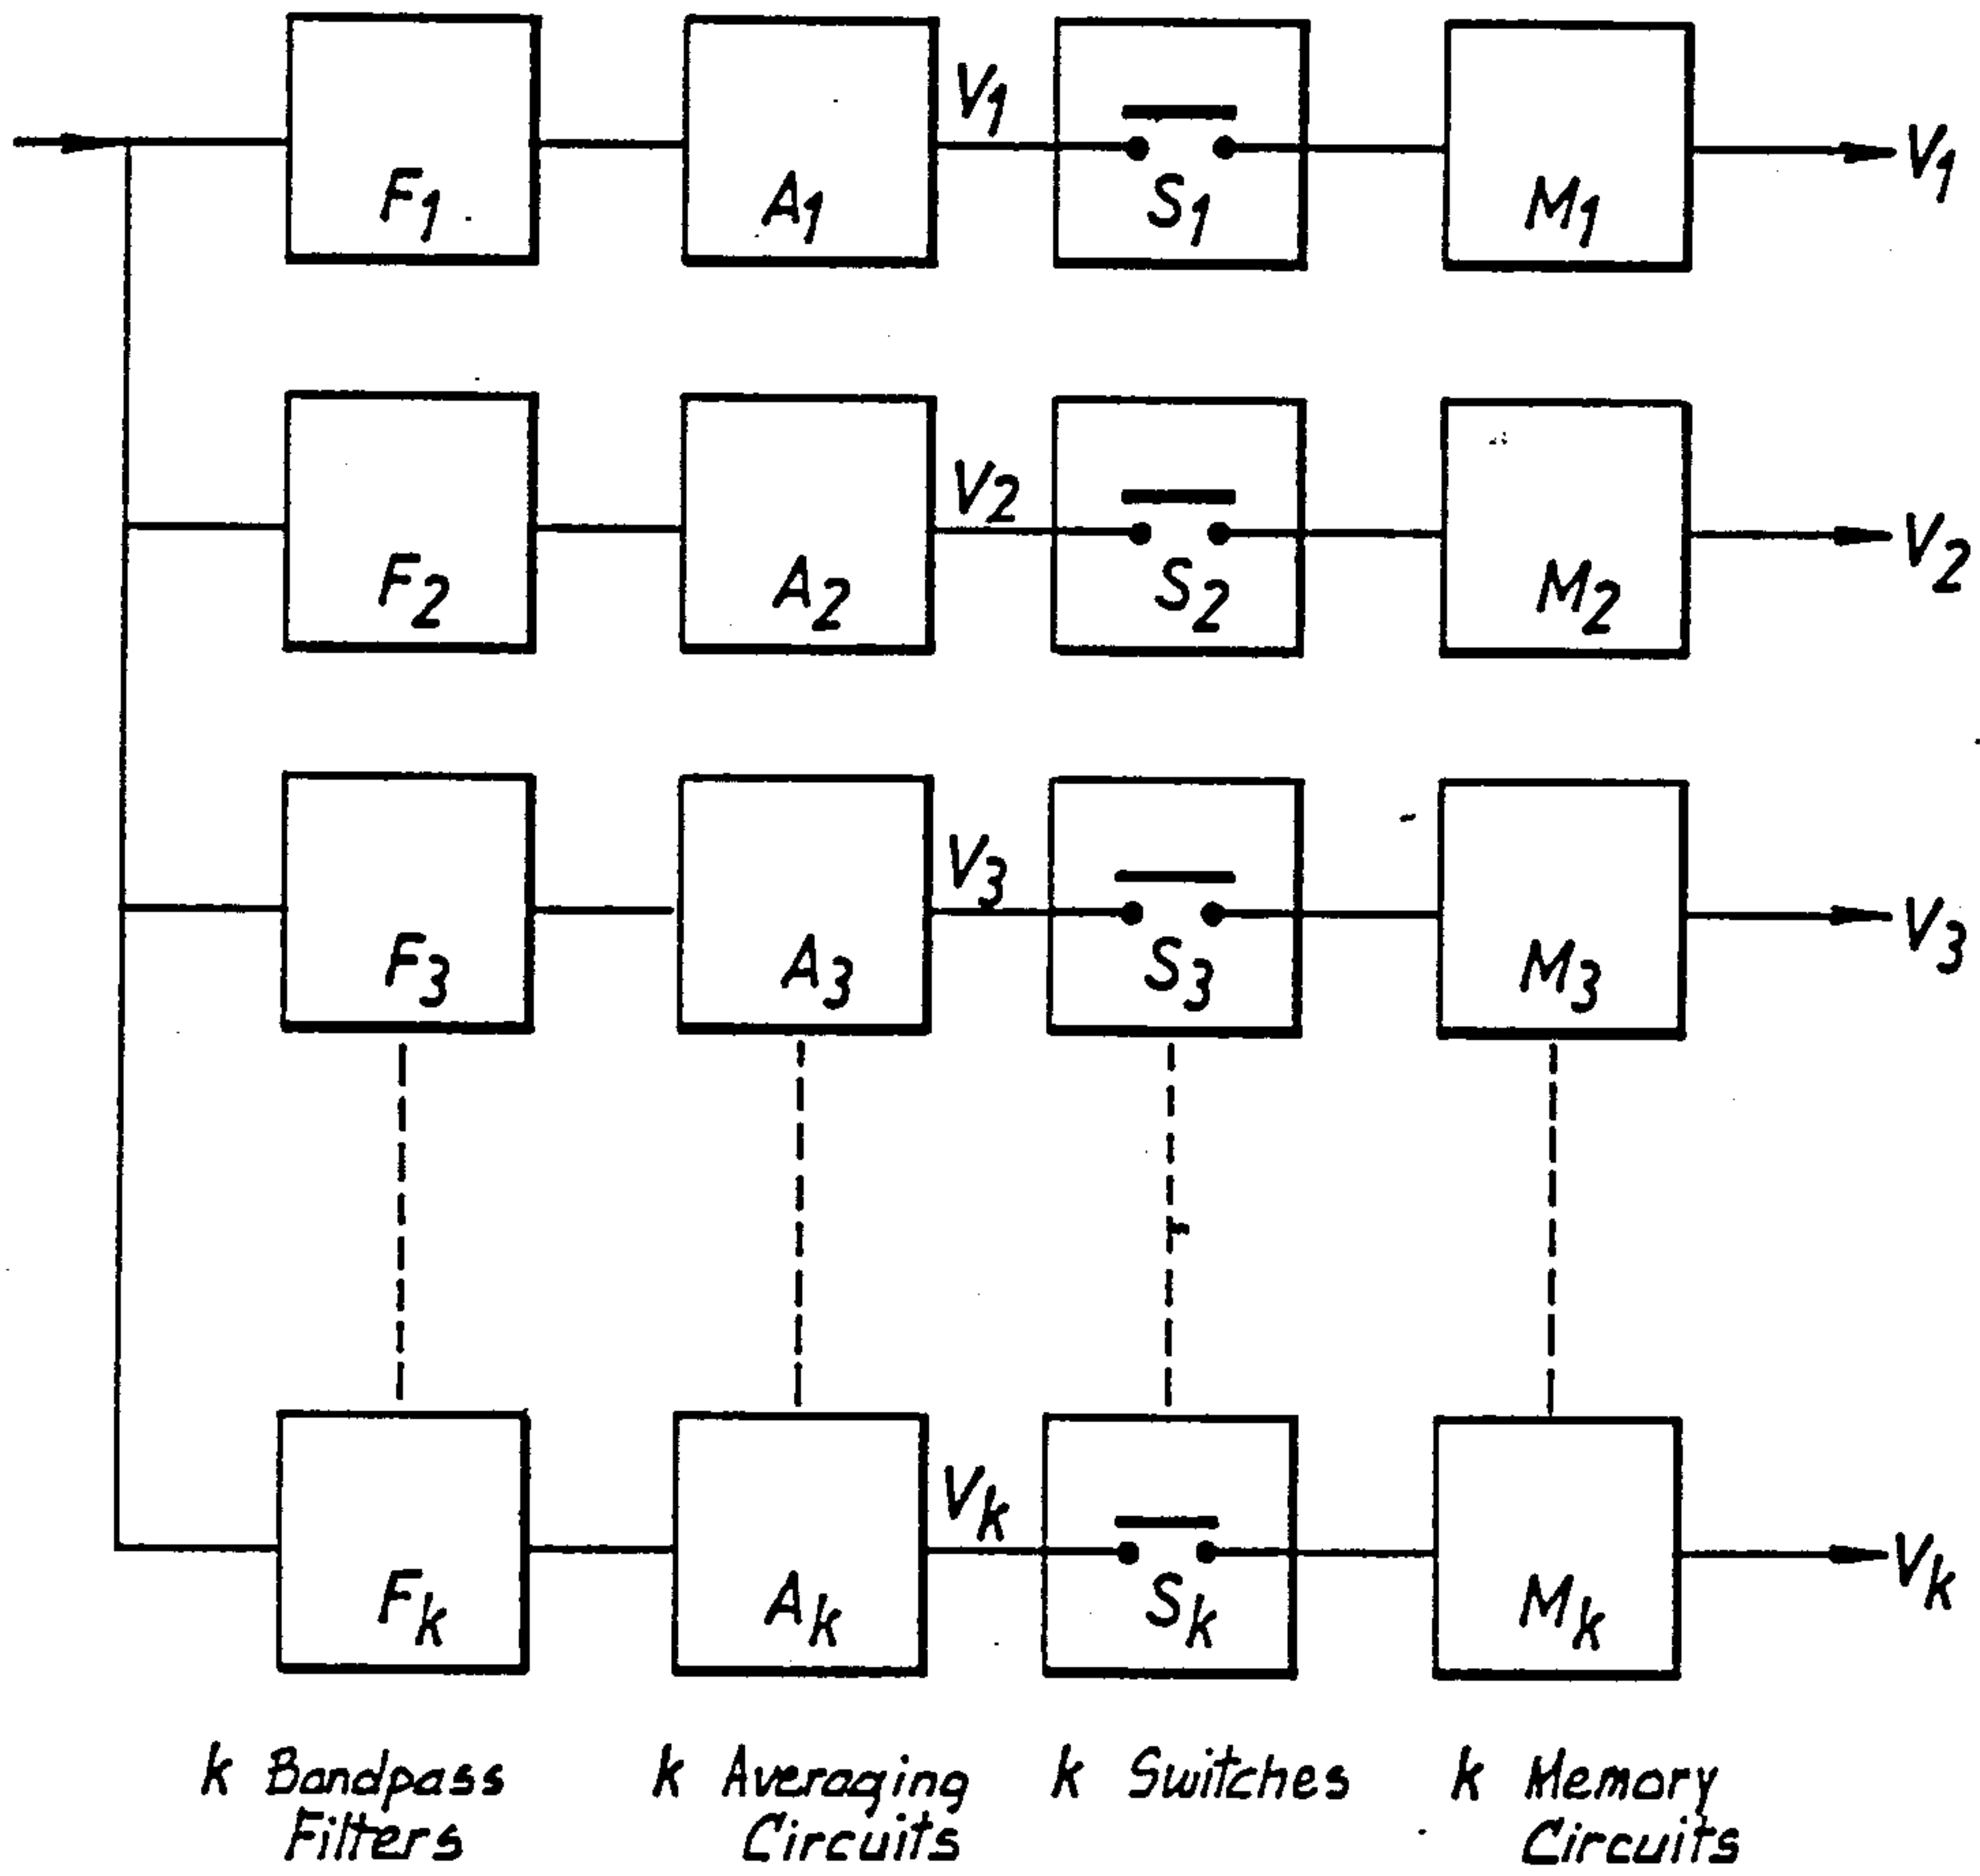 V1
F1 A1 S1 M1 V1
V2
F2 A2 S2 M2 V2
V3
F3 A3 S3 M3 V3
Vk
Fk Ak Sk Mk Vk
k Bandpass Filters
k Averaging Circuits
k Switches
k Memory Circuits